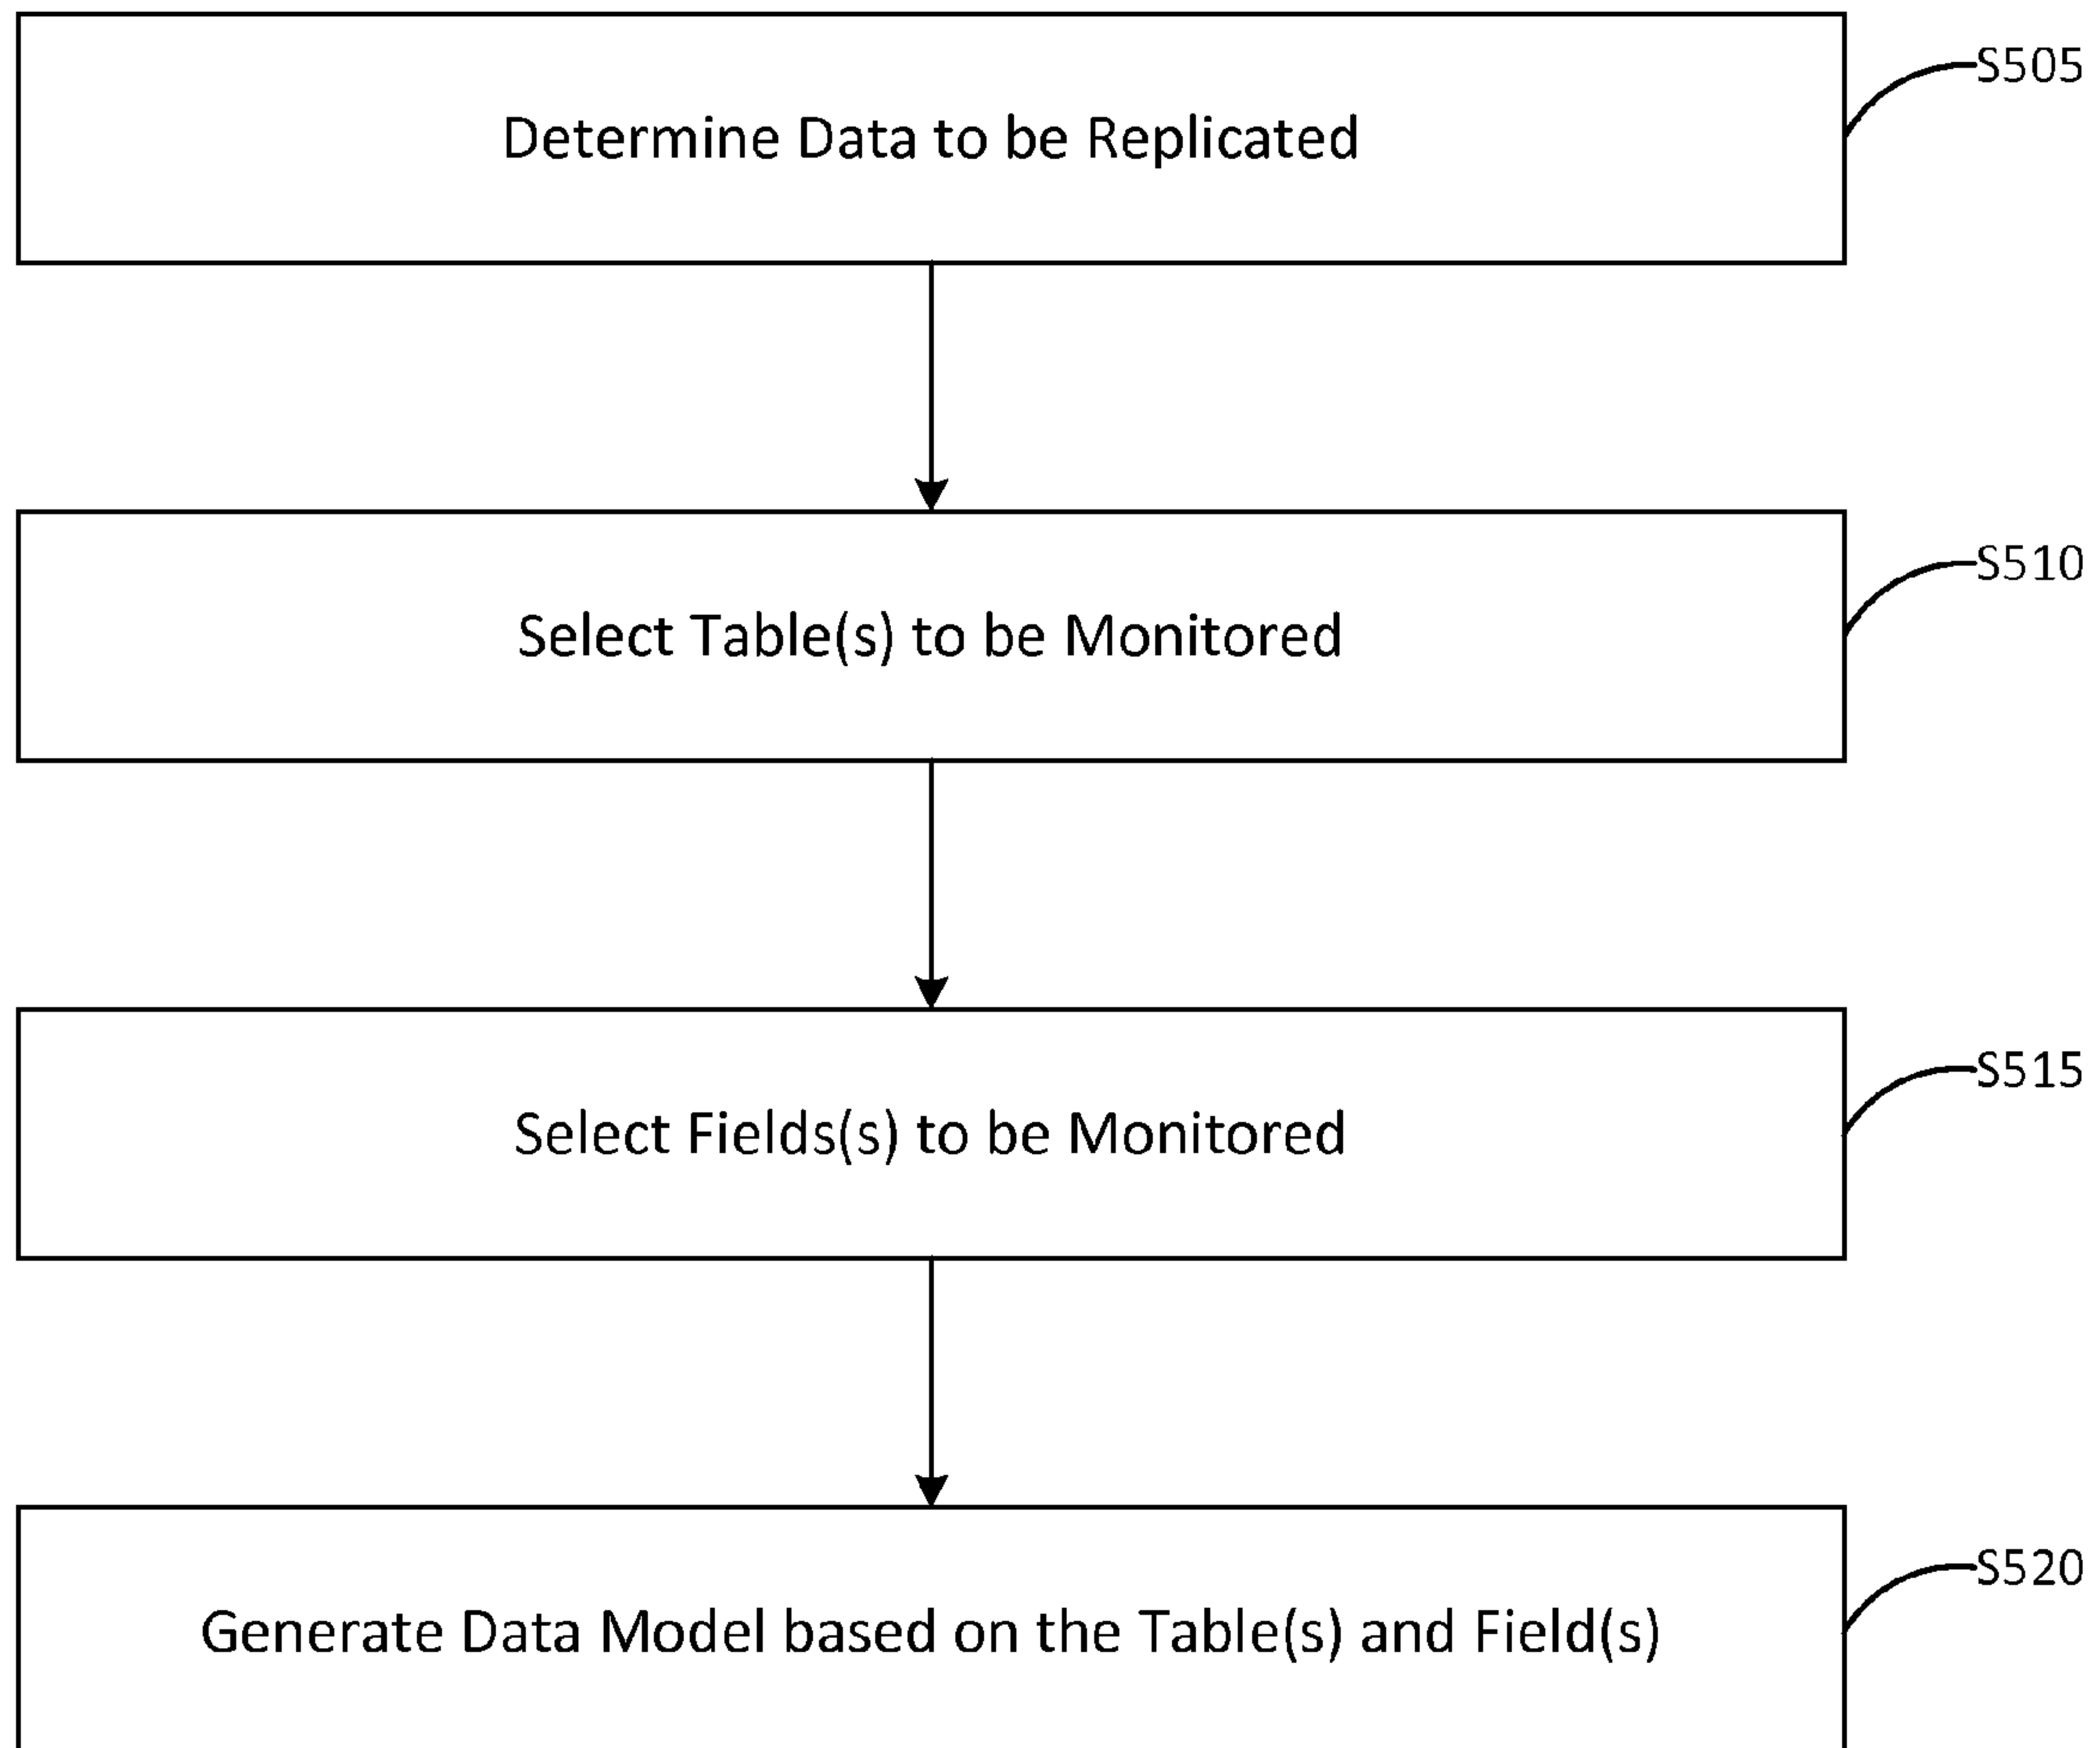 Determine Data to be Replicated
S505
Select Table(s) to be Monitored
S510
Select Fields(s) to be Monitored
S515
Generate Data Model based on the Table(s) and Field(s)
S520